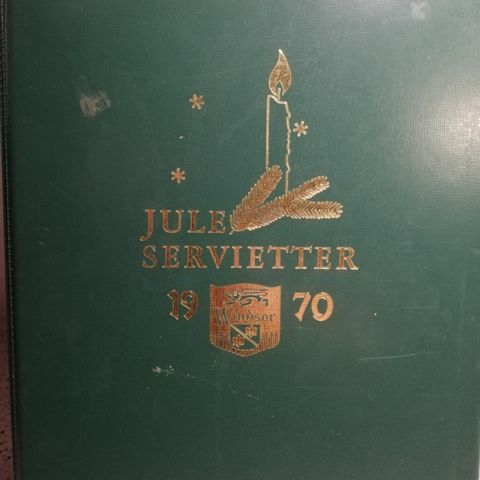 JULE
SERVIETTER
19 70
Windsor